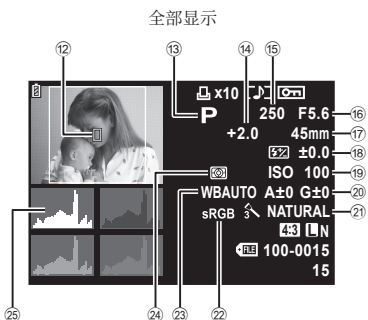 全部显示
⑫ ⑬ ⑭ ⑮
x10
P 250 F5.6 ⑯
+2.0 45mm ⑰
±0.0 ⑱
ISO 100 ⑲
WBAUTO A±0 G±0 ⑳
sRGB 3 NATURAL ㉑
4:3 L N
FILE 100-0015
15
㉕ ㉔ ㉓ ㉒